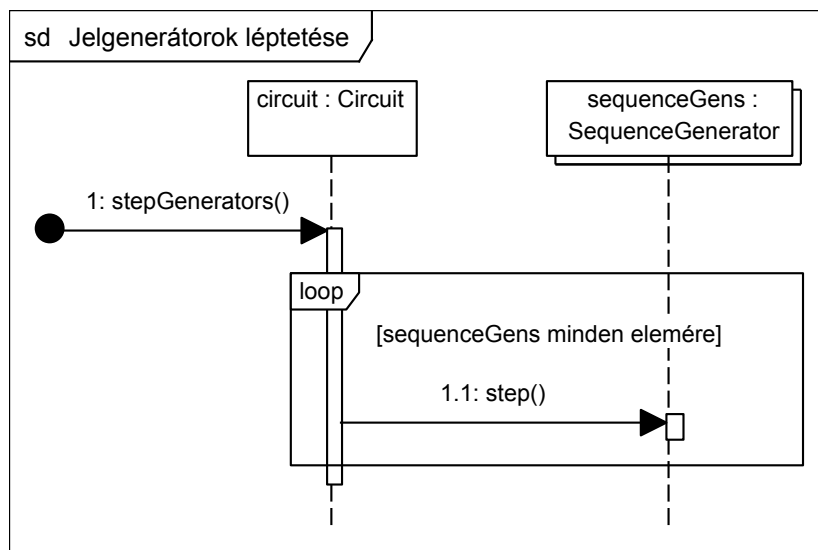 sd Jelgenerátorok léptetése
circuit : Circuit
sequenceGens :
SequenceGenerator
1: stepGenerators()
loop
[sequenceGens minden elemére]
1.1: step()